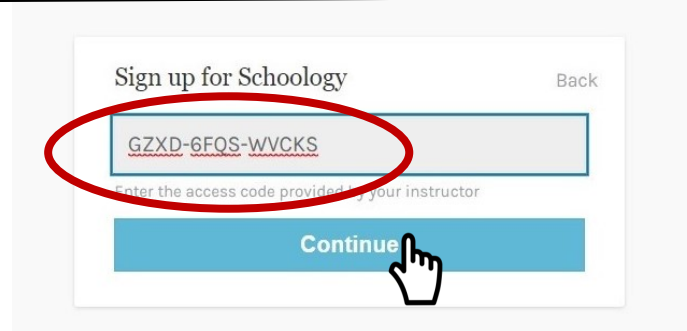 Sign up for Schoology Back
GZXD-6FQS-WVCKS
Enter the access code provided by your instructor
Continue